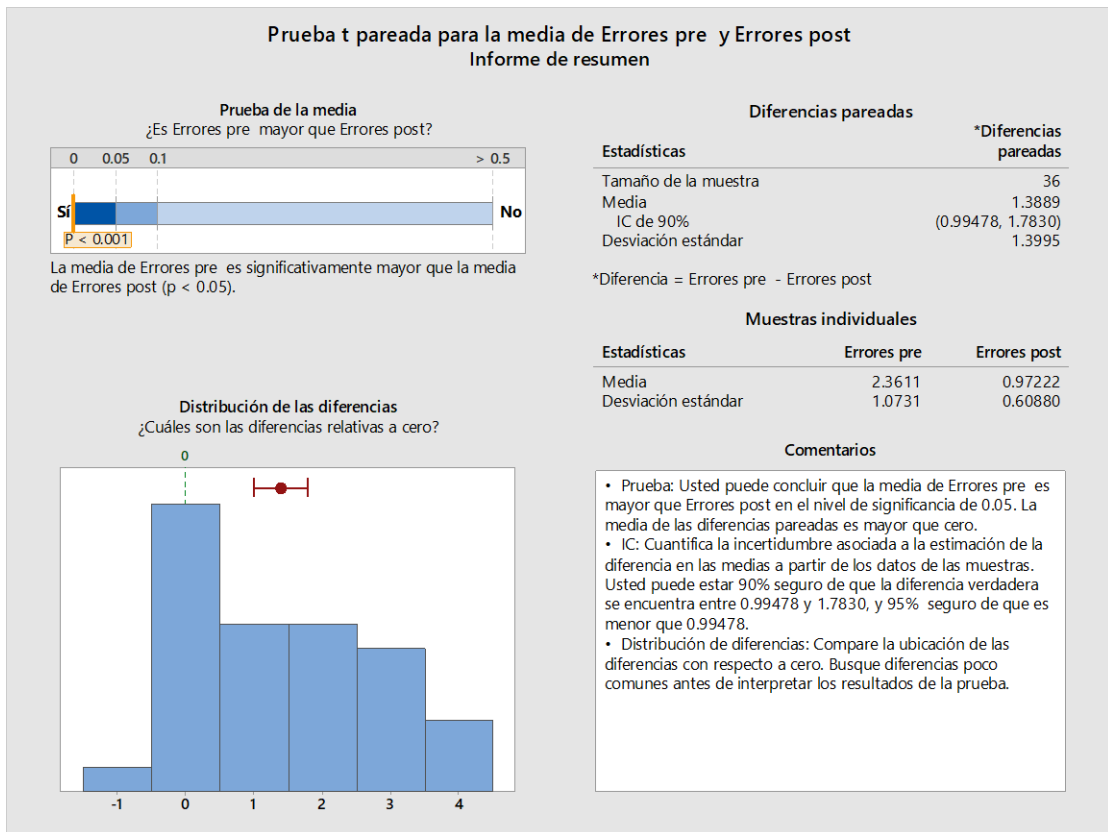 Prueba t pareada para la media de Errores pre  y Errores post
Informe de resumen
Prueba de la media
¿Es Errores pre  mayor que Errores post?
0 0.05 0.1 > 0.5
Sí No
P < 0.001
La media de Errores pre  es significativamente mayor que la media
de Errores post (p < 0.05).
Diferencias pareadas
*Diferencias
Estadísticas pareadas
Tamaño de la muestra 36
Media 1.3889
IC de 90% (0.99478, 1.7830)
Desviación estándar 1.3995
*Diferencia = Errores pre  - Errores post
Muestras individuales
Estadísticas Errores pre Errores post
Media 2.3611 0.97222
Desviación estándar 1.0731 0.60880
Distribución de las diferencias
¿Cuáles son las diferencias relativas a cero?
0
-1 0 1 2 3 4
Comentarios
• Prueba: Usted puede concluir que la media de Errores pre  es
mayor que Errores post en el nivel de significancia de 0.05. La
media de las diferencias pareadas es mayor que cero.
• IC: Cuantifica la incertidumbre asociada a la estimación de la
diferencia en las medias a partir de los datos de las muestras.
Usted puede estar 90% seguro de que la diferencia verdadera
se encuentra entre 0.99478 y 1.7830, y 95%  seguro de que es
menor que 0.99478.
• Distribución de diferencias: Compare la ubicación de las
diferencias con respecto a cero. Busque diferencias poco
comunes antes de interpretar los resultados de la prueba.